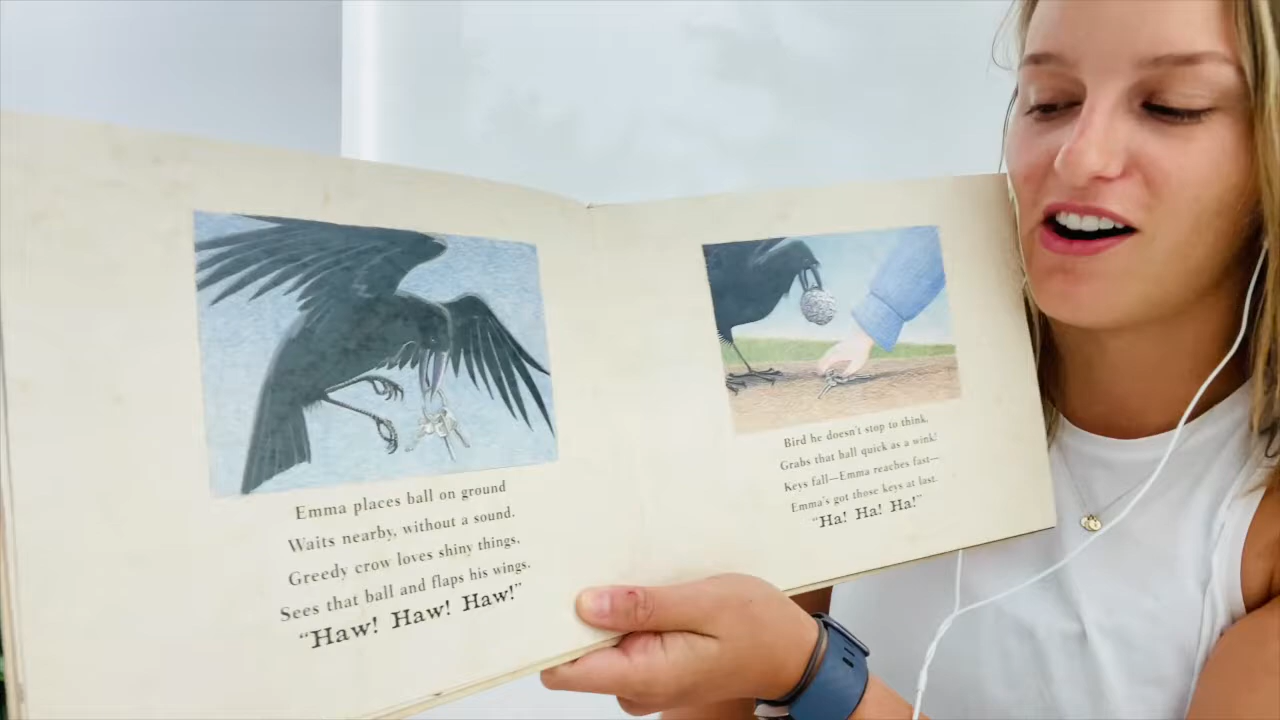 Emma places ball on ground
Waits nearby, without a sound.
Greedy crow loves shiny things,
Sees that ball and flaps his wings.
“Haw! Haw! Haw!”
Bird he doesn't stop to think,
Grabs that ball quick as a wink!
Keys fall—Emma reaches fast—
Emma's got those keys at last.
“Ha! Ha! Ha!”